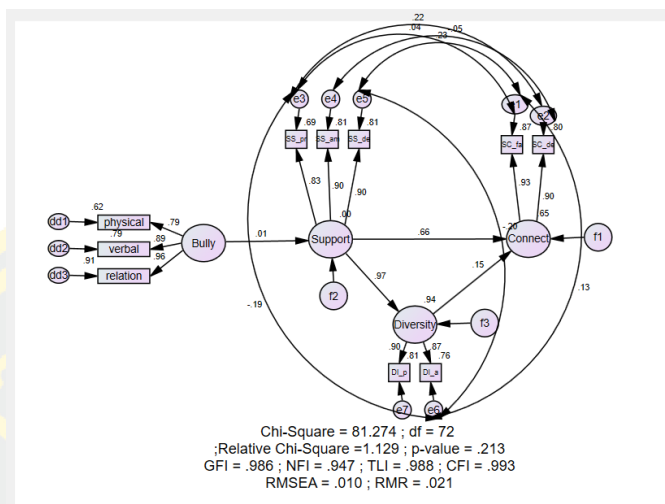 .22
.04 -.05
.23
e3 e4 e5 e1 e2
.69 .81 .81 .87 .80
SS_pr SS_am SS_de SC_fa SC_de
.83 .90 .90 .93 .90
.62 .00 -.20 .65
dd1 physical .79
dd2 verbal .79 .89 Bully .01 Support .66 Connect f1
dd3 .91 relation .96
.97 .15
f2
-.19 .94 .13
Diversity f3
.90 .81 .87 .76
DI_p DI_a
e7 e6
Chi-Square = 81.274 ; df = 72
;Relative Chi-Square =1.129 ; p-value = .213
GFI = .986 ; NFI = .947 ; TLI = .988 ; CFI = .993
RMSEA = .010 ; RMR = .021